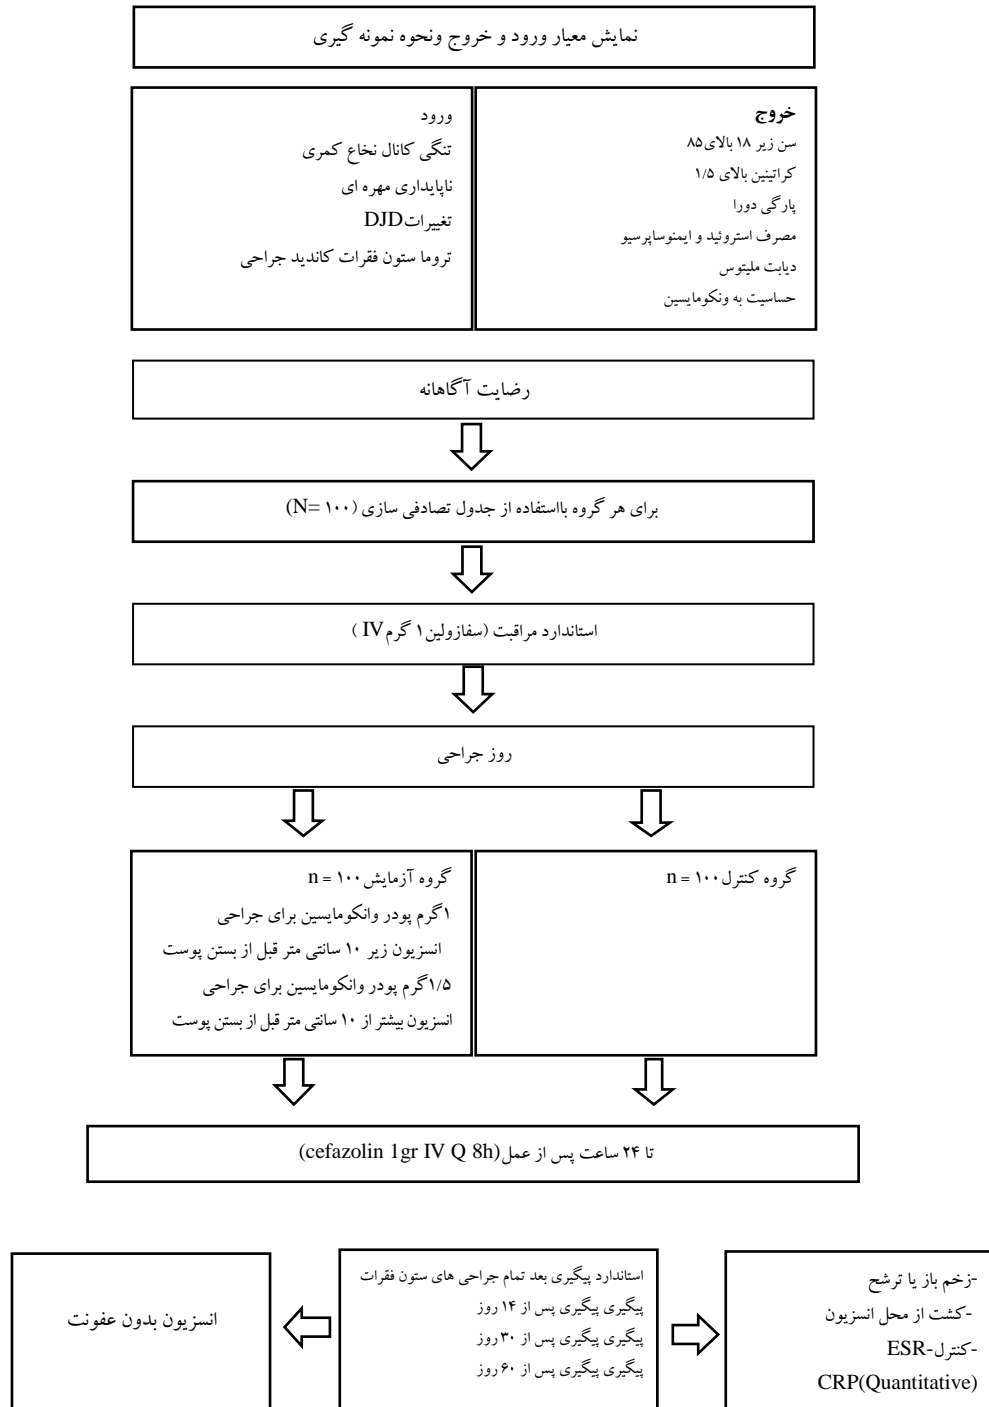 نمایش معیار ورود و خروج ونحوه نمونه گیری
خروج
سن زیر ۱۸ بالای۸۵
کراتینین بالای ۱/۵
پارگی دورا
مصرف استروئید و ایمنوساپرسیو
دیابت ملیتوس
حساسیت به ونکومایسین
ورود
تنگی کانال نخاع کمری
ناپایداری مهره ای
تغییراتDJD
تروما ستون فقرات کاندید جراحی
رضایت آگاهانه
برای هر گروه بااستفاده از جدول تصادفی سازی (N= ۱۰۰)
استاندارد مراقبت (سفازولین۱ گرمIV )
روز جراحی
گروه کنترل۱۰۰ = n
گروه آزمایش۱۰۰ = n
۱گرم پودر وانکومایسین برای جراحی
انسزیون زیر ۱۰ سانتی متر قبل از بستن پوست
۱/۵گرم پودر وانکومایسین برای جراحی
انسزیون بیشتر از ۱۰ سانتی متر قبل از بستن پوست
تا ۲۴ ساعت پس از عمل(cefazolin 1gr IV Q 8h)
-زخم باز یا ترشح
-کشت از محل انسزیون
-کنترل-ESR
CRP(Quantitative)
استاندارد پیگیری بعد تمام جراحی های ستون فقرات
پیگیری پیگیری پس از ۱۴ روز
پیگیری پیگیری پس از ۳۰ روز
پیگیری پیگیری پس از ۶۰ روز
انسزیون بدون عفونت